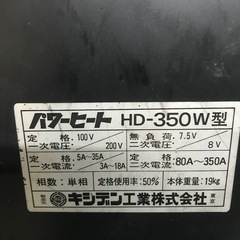 パワーヒート HD-350W型
定格一次電圧 100V/200V 無負荷二次電圧 7.5V/8V
定格一次電流 5A~35A/3A~18A 定格二次電流 80A~350A
相数:単相 定格使用率:50% 本体重量:19kg
キシデン工業株式会社 東京